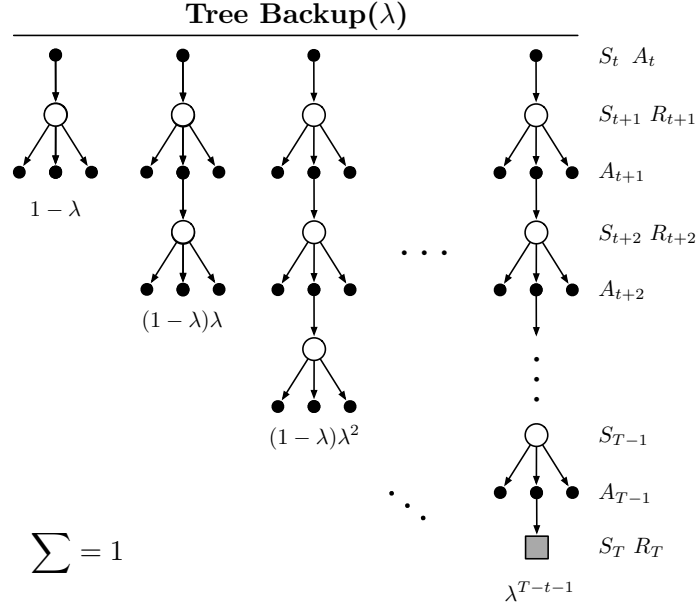 Tree Backup(λ)
S_t A_t
S_{t+1} R_{t+1}
A_{t+1}
1 − λ
S_{t+2} R_{t+2}
. . .
A_{t+2}
(1 − λ)λ
(1 − λ)λ^2
S_{T−1}
A_{T−1}
∑ = 1
S_T R_T
λ^{T−t−1}